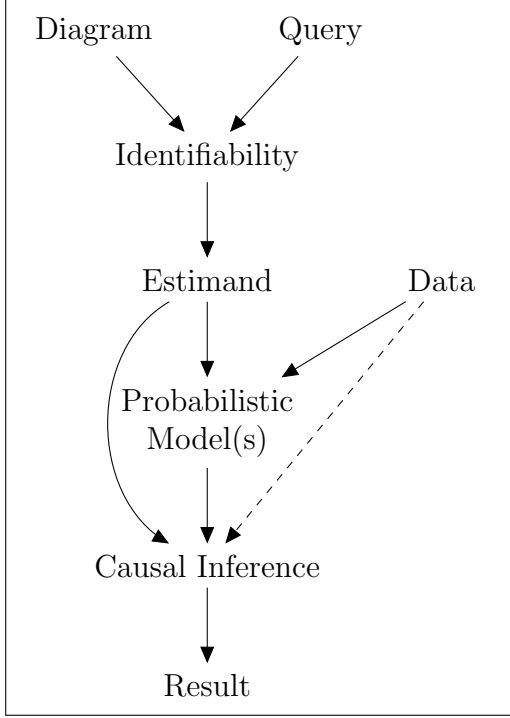 Diagram
Query
Identifiability
Estimand
Data
Probabilistic
Model(s)
Causal Inference
Result